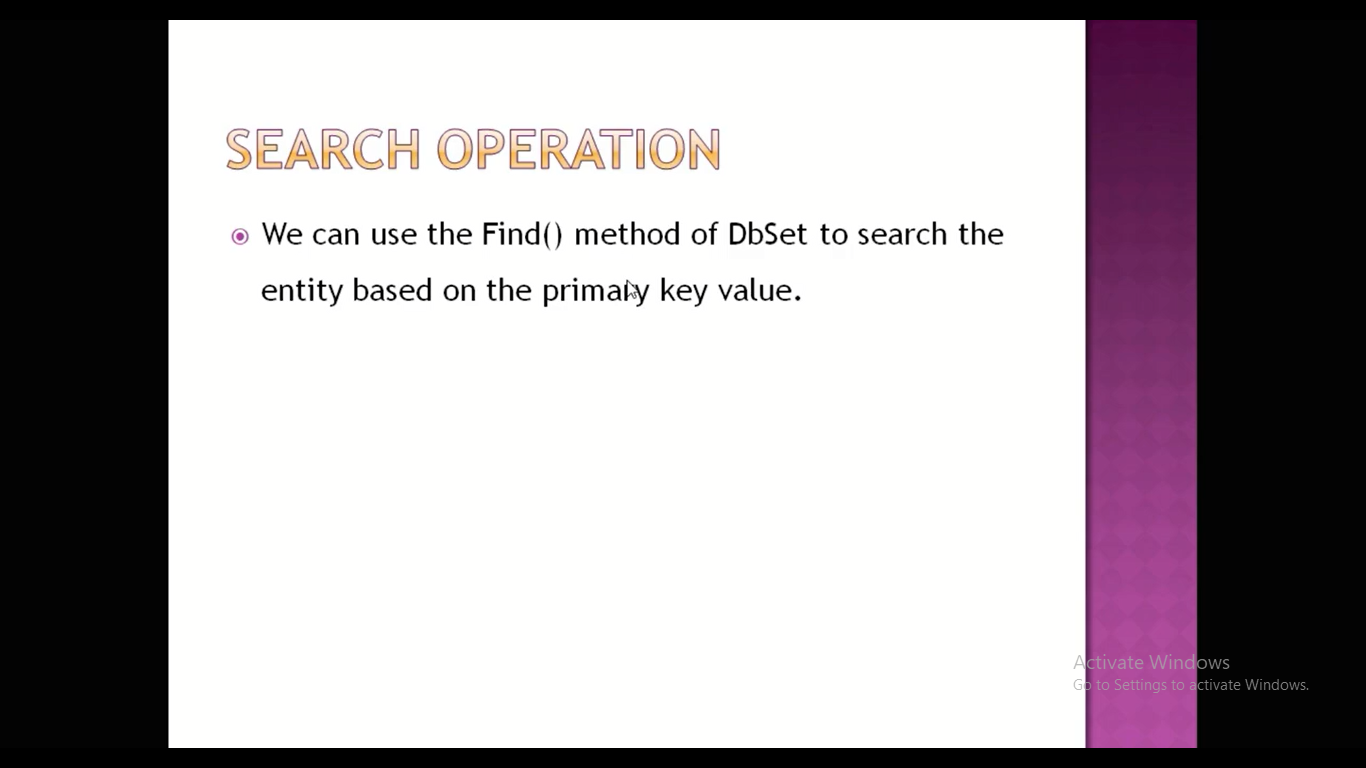 SEARCH OPERATION
We can use the Find() method of DbSet to search the
entity based on the primary key value.
Activate Windows
Go to Settings to activate Windows.